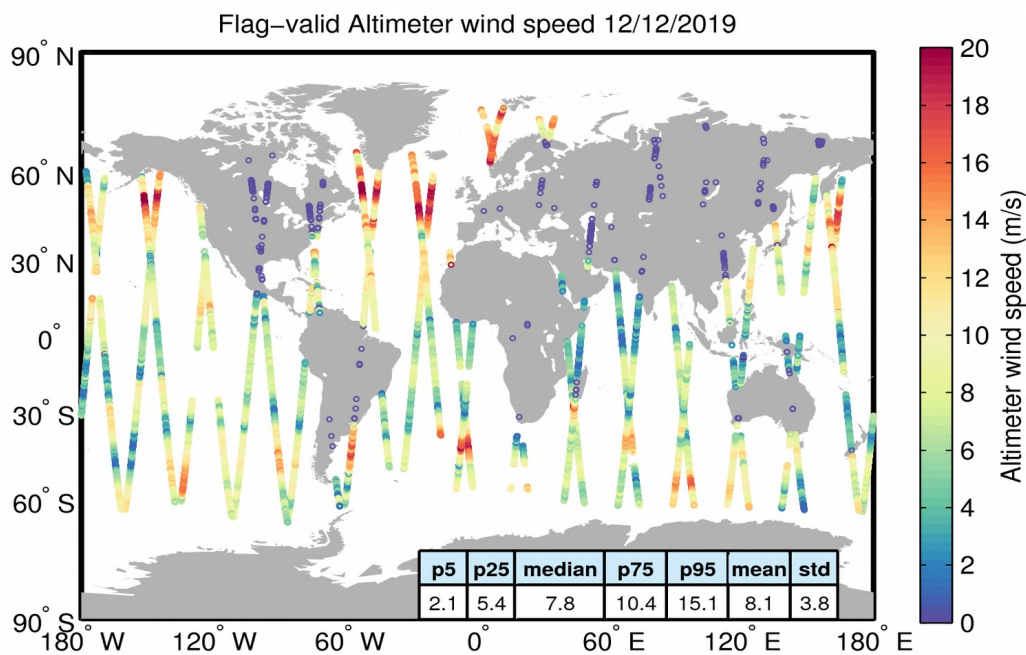 Flag−valid Altimeter wind speed 12/12/2019
90° N
60° N
30° N
0°
30° S
60° S
90° S
180° W
120° W
60° W
0°
60° E
120° E
180° E
p5 p25 median p75 p95 mean std
2.1 5.4 7.8 10.4 15.1 8.1 3.8
20
18
16
14
12
10
8
6
4
2
0
Altimeter wind speed (m/s)